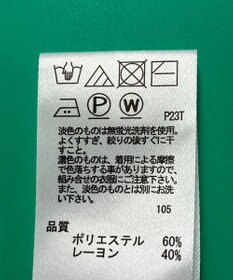 P W P23T
淡色のものは無蛍光洗剤を使用。
よくすすぎ、絞りの後すぐに干
すこと。
濃色のものは、着用による摩擦
で色落ちする事がありますので、
組み合せの衣服にご注意下さい。
また、淡色のものとは別にお洗
い下さい。
105
品質
ポリエステル 60%
レーヨン 40%